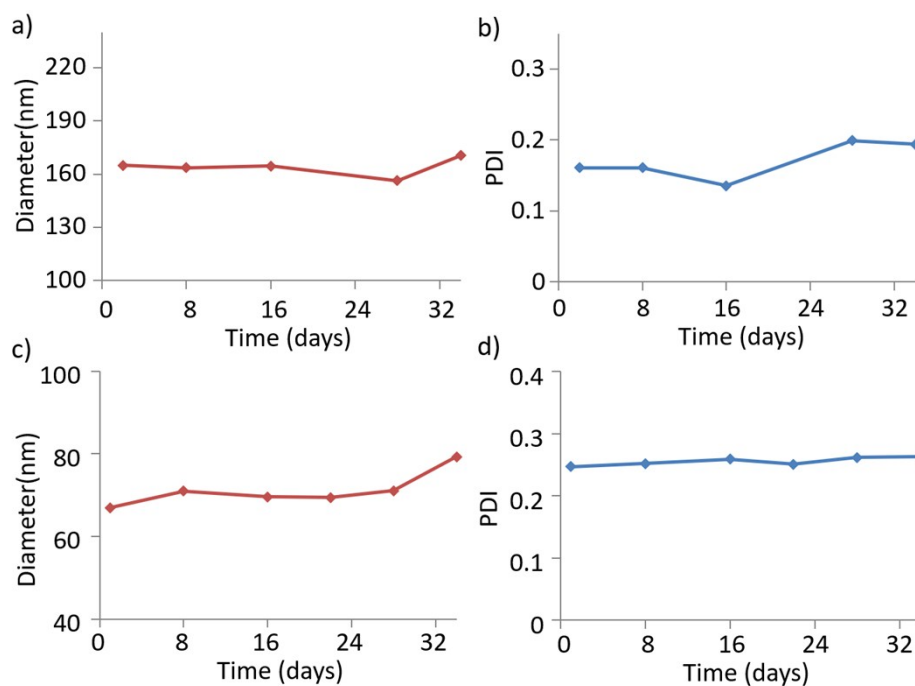 a)
Diameter(nm)
220
190
160
130
100
0 8 16 24 32
Time (days)
b)
PDI
0.3
0.2
0.1
0
0 8 16 24 32
Time (days)
c)
Diameter(nm)
100
80
60
40
0 8 16 24 32
Time (days)
d)
PDI
0.4
0.3
0.2
0.1
0
0 8 16 24 32
Time (days)